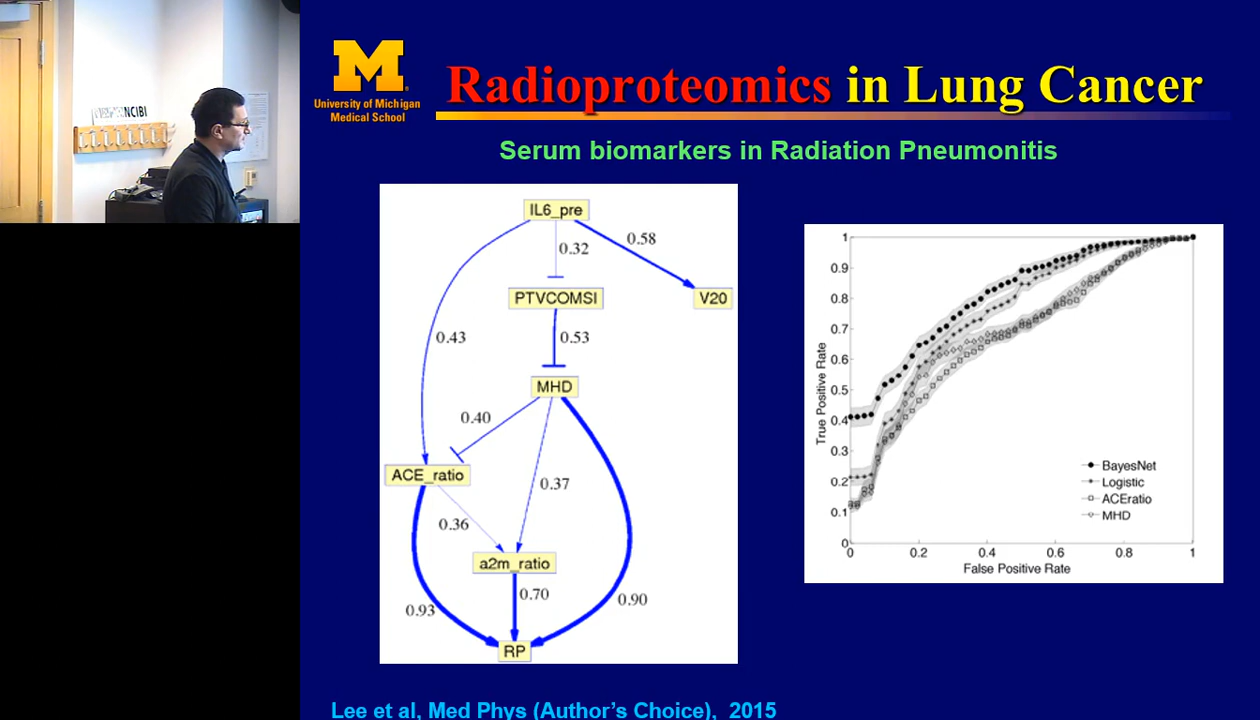 NCIBI
M
University of Michigan
Medical School
Radioproteomics in Lung Cancer
Serum biomarkers in Radiation Pneumonitis
IL6_pre
0.32
0.58
PTVCOMSI
V20
0.43
0.53
MHD
0.40
ACE_ratio
0.37
0.36
a2m_ratio
0.70
0.93
0.90
RP
1
0.9
0.8
0.7
0.6
0.5
0.4
0.3
0.2
0.1
0
True Positive Rate
BayesNet
Logistic
ACEratio
MHD
0 0.2 0.4 0.6 0.8 1
False Positive Rate
Lee et al, Med Phys (Author's Choice), 2015